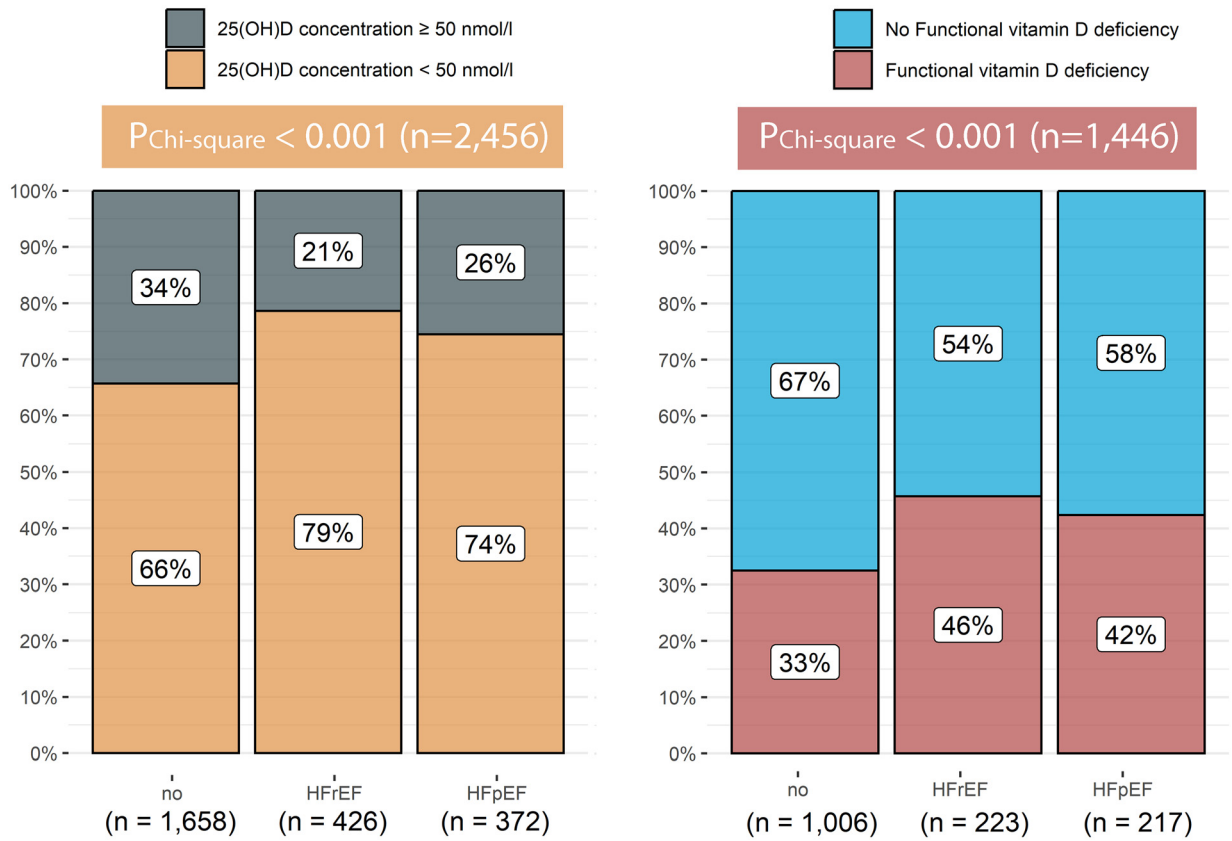 25(OH)D concentration ≥ 50 nmol/l
25(OH)D concentration < 50 nmol/l
PChi-square < 0.001 (n=2,456)
100%
90%
80%
70%
60%
50%
40%
30%
20%
10%
0%
34%
21%
26%
66%
79%
74%
no
HFrEF
HFpEF
(n = 1,658)
(n = 426)
(n = 372)
No Functional vitamin D deficiency
Functional vitamin D deficiency
PChi-square < 0.001 (n=1,446)
100%
90%
80%
70%
60%
50%
40%
30%
20%
10%
0%
67%
54%
58%
33%
46%
42%
no
HFrEF
HFpEF
(n = 1,006)
(n = 223)
(n = 217)